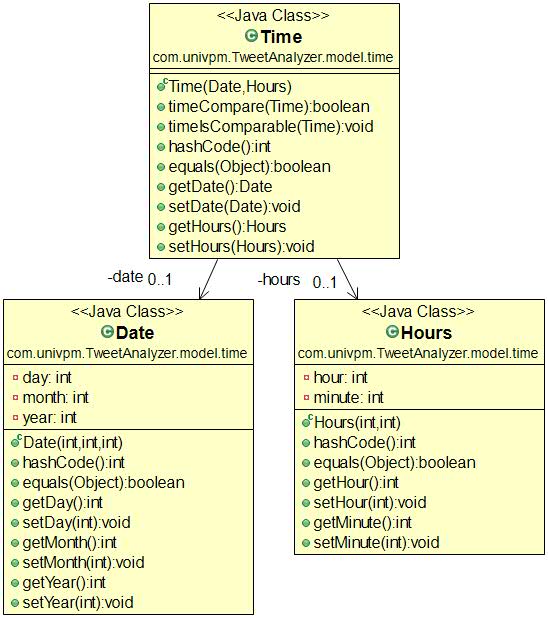 <<Java Class>>
Time
com.univpm.TweetAnalyzer.model.time
Time(Date,Hours)
timeCompare(Time):boolean
timeIsComparable(Time):void
hashCode():int
equals(Object):boolean
getDate():Date
setDate(Date):void
getHours():Hours
setHours(Hours):void
-date 0..1
-hours 0..1
<<Java Class>>
Date
com.univpm.TweetAnalyzer.model.time
day: int
month: int
year: int
Date(int,int,int)
hashCode():int
equals(Object):boolean
getDay():int
setDay(int):void
getMonth():int
setMonth(int):void
getYear():int
setYear(int):void
<<Java Class>>
Hours
com.univpm.TweetAnalyzer.model.time
hour: int
minute: int
Hours(int,int)
hashCode():int
equals(Object):boolean
getHour():int
setHour(int):void
getMinute():int
setMinute(int):void